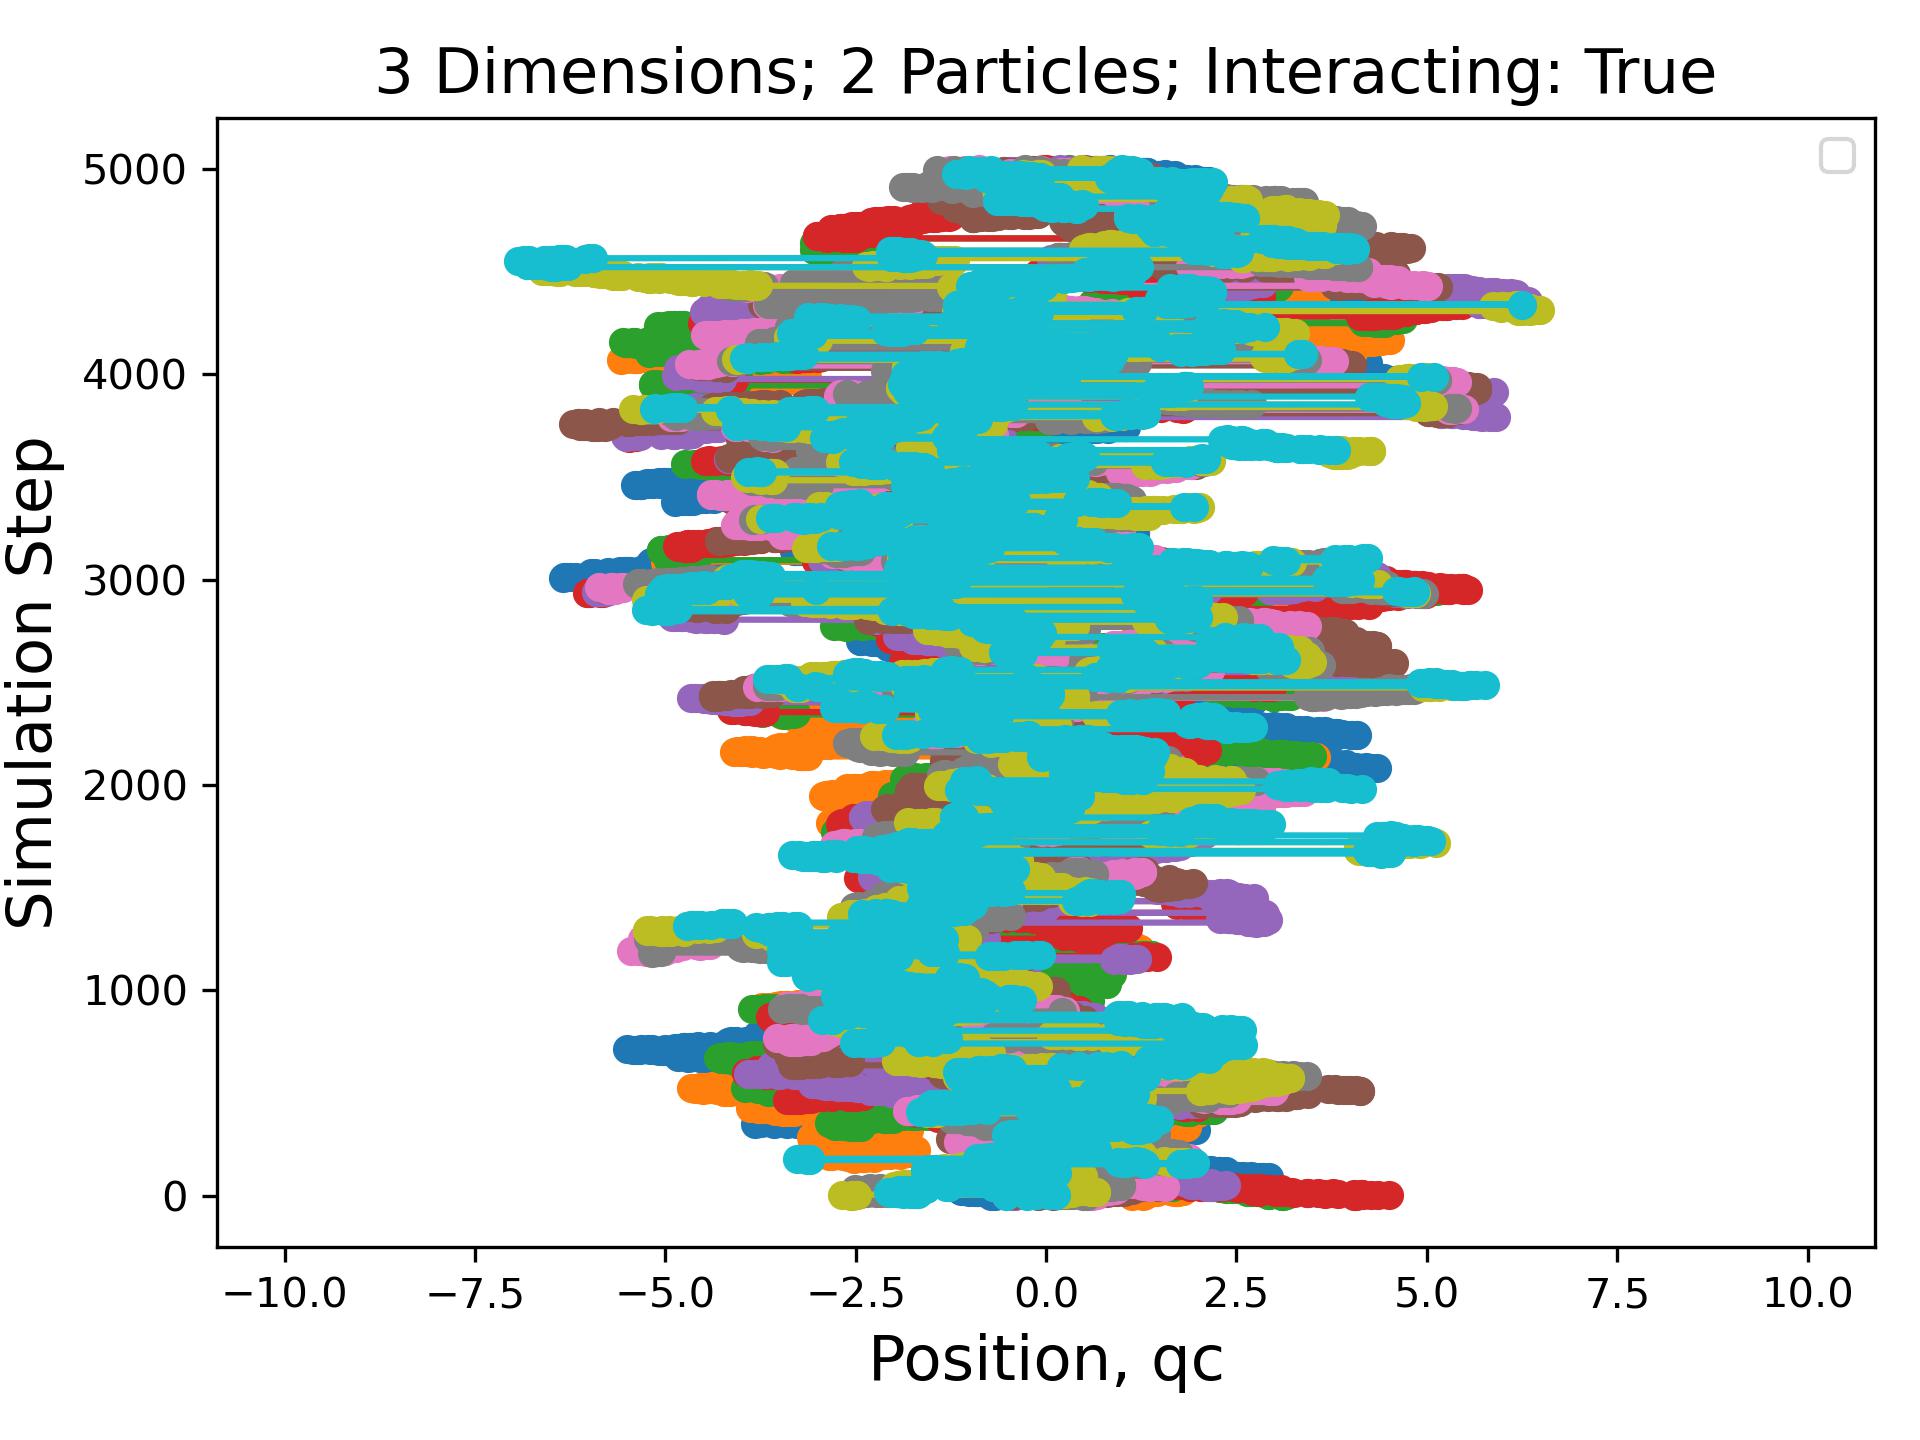 3 Dimensions; 2 Particles; Interacting: True
5000
4000
3000
2000
1000
0
Simulation Step
−10.0 −7.5 −5.0 −2.5 0.0 2.5 5.0 7.5 10.0
Position, qc